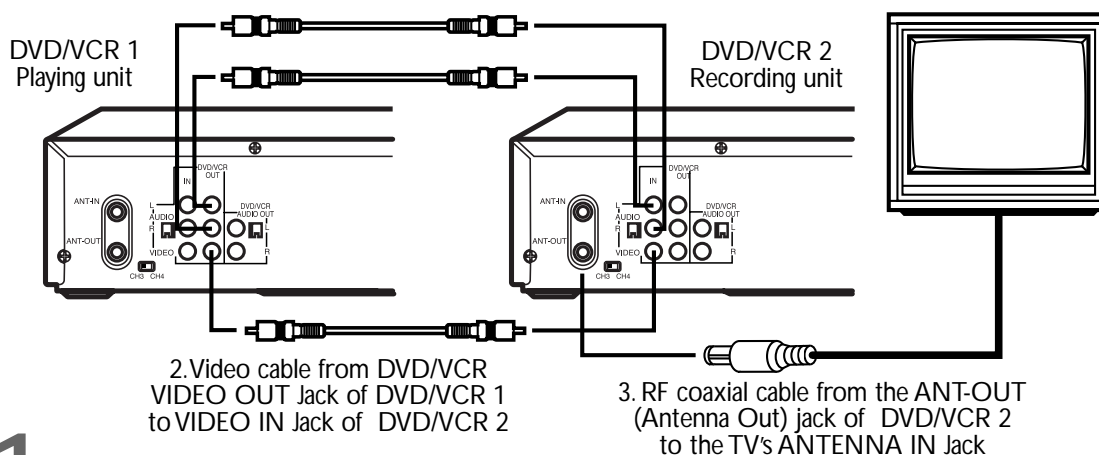 DVD/VCR 1
Playing unit
DVD/VCR 2
Recording unit
DVD/VCR
OUT
IN
ANT-IN
L
AUDIO
R
DVD/VCR
AUDIO OUT
L
ANT-OUT
VIDEO
R
CH3 CH4
DVD/VCR
OUT
IN
ANT-IN
L
AUDIO
R
DVD/VCR
AUDIO OUT
L
ANT-OUT
VIDEO
R
CH3 CH4
2.Video cable from DVD/VCR
VIDEO OUT Jack of DVD/VCR 1
to VIDEO IN Jack of DVD/VCR 2
3. RF coaxial cable from the ANT-OUT
(Antenna Out) jack of DVD/VCR 2
to the TV's ANTENNA IN Jack